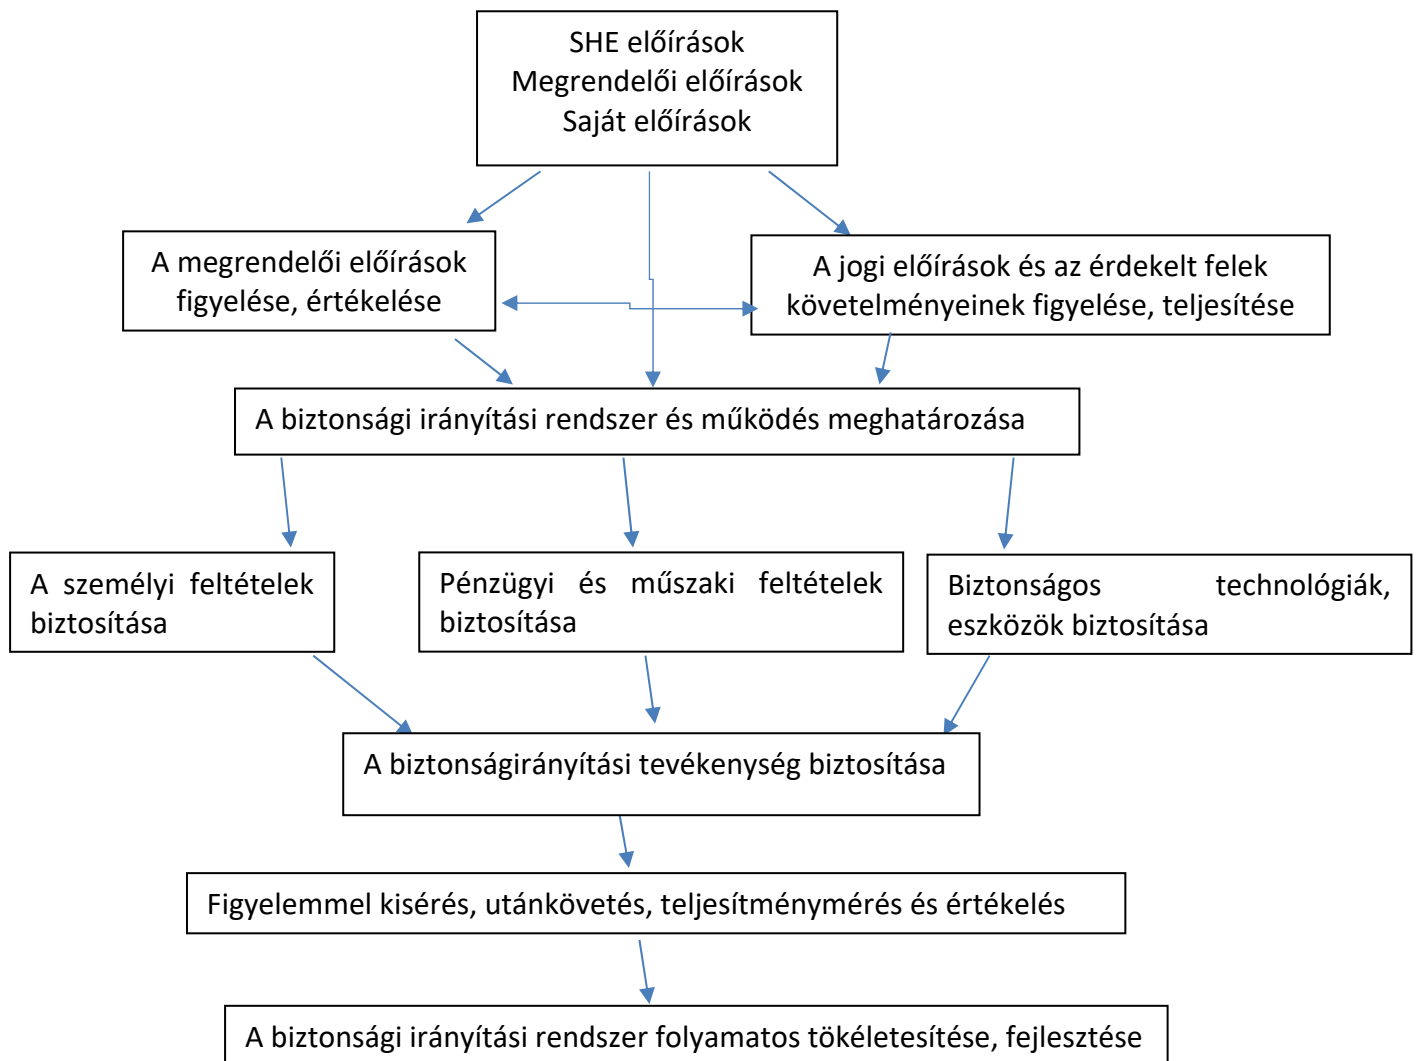 SHE előírások
Megrendelői előírások
Saját előírások
A megrendelői előírások
figyelése, értékelése
A jogi előírások és az érdekelt felek
követelményeinek figyelése, teljesítése
A biztonsági irányítási rendszer és működés meghatározása
A személyi feltételek
biztosítása
Pénzügyi és műszaki feltételek
biztosítása
Biztonságos technológiák,
eszközök biztosítása
A biztonságirányítási tevékenység biztosítása
Figyelemmel kisérés, utánkövetés, teljesítménymérés és értékelés
A biztonsági irányítási rendszer folyamatos tökéletesítése, fejlesztése